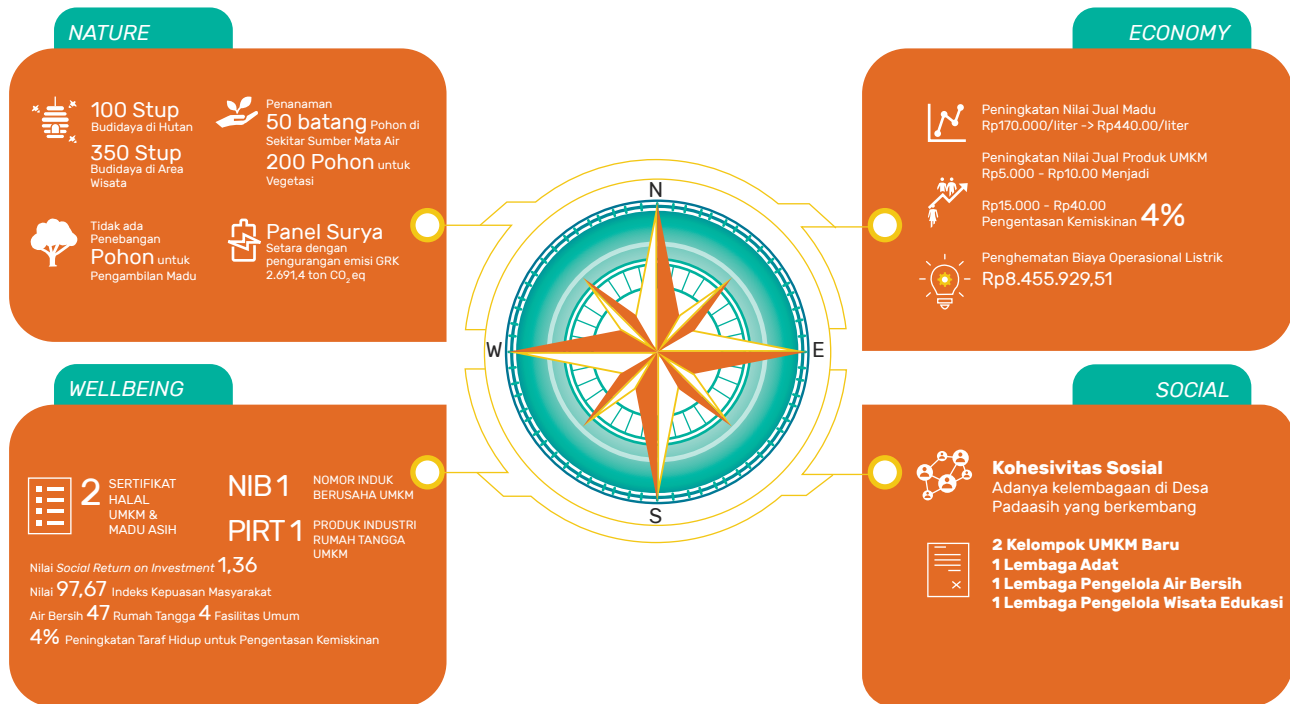 NATURE
100 Stup
Budidaya di Hutan
350 Stup
Budidaya di Area
Wisata
Penanaman
50 batang Pohon di
Sekitar Sumber Mata Air
200 Pohon untuk
Vegetasi
Tidak ada
Penebangan
Pohon untuk
Pengambilan Madu
Panel Surya
Setara dengan
pengurangan emisi GRK
2.691,4 ton CO₂ eq
ECONOMY
Peningkatan Nilai Jual Madu
Rp170.000/liter -> Rp440.00/liter
Peningkatan Nilai Jual Produk UMKM
Rp5.000 - Rp10.00 Menjadi
Rp15.000 - Rp40.00
Pengentasan Kemiskinan 4%
Penghematan Biaya Operasional Listrik
Rp8.455.929,51
N
W
E
S
WELLBEING
2 SERTIFIKAT
HALAL
UMKM &
MADU ASIH
NIB 1 NOMOR INDUK
BERUSAHA UMKM
PIRT 1 PRODUK INDUSTRI
RUMAH TANGGA
UMKM
Nilai Social Return on Investment 1,36
Nilai 97,67 Indeks Kepuasan Masyarakat
Air Bersih 47 Rumah Tangga 4 Fasilitas Umum
4% Peningkatan Taraf Hidup untuk Pengentasan Kemiskinan
SOCIAL
Kohesivitas Sosial
Adanya kelembagaan di Desa
Padaasih yang berkembang
2 Kelompok UMKM Baru
1 Lembaga Adat
1 Lembaga Pengelola Air Bersih
1 Lembaga Pengelola Wisata Edukasi